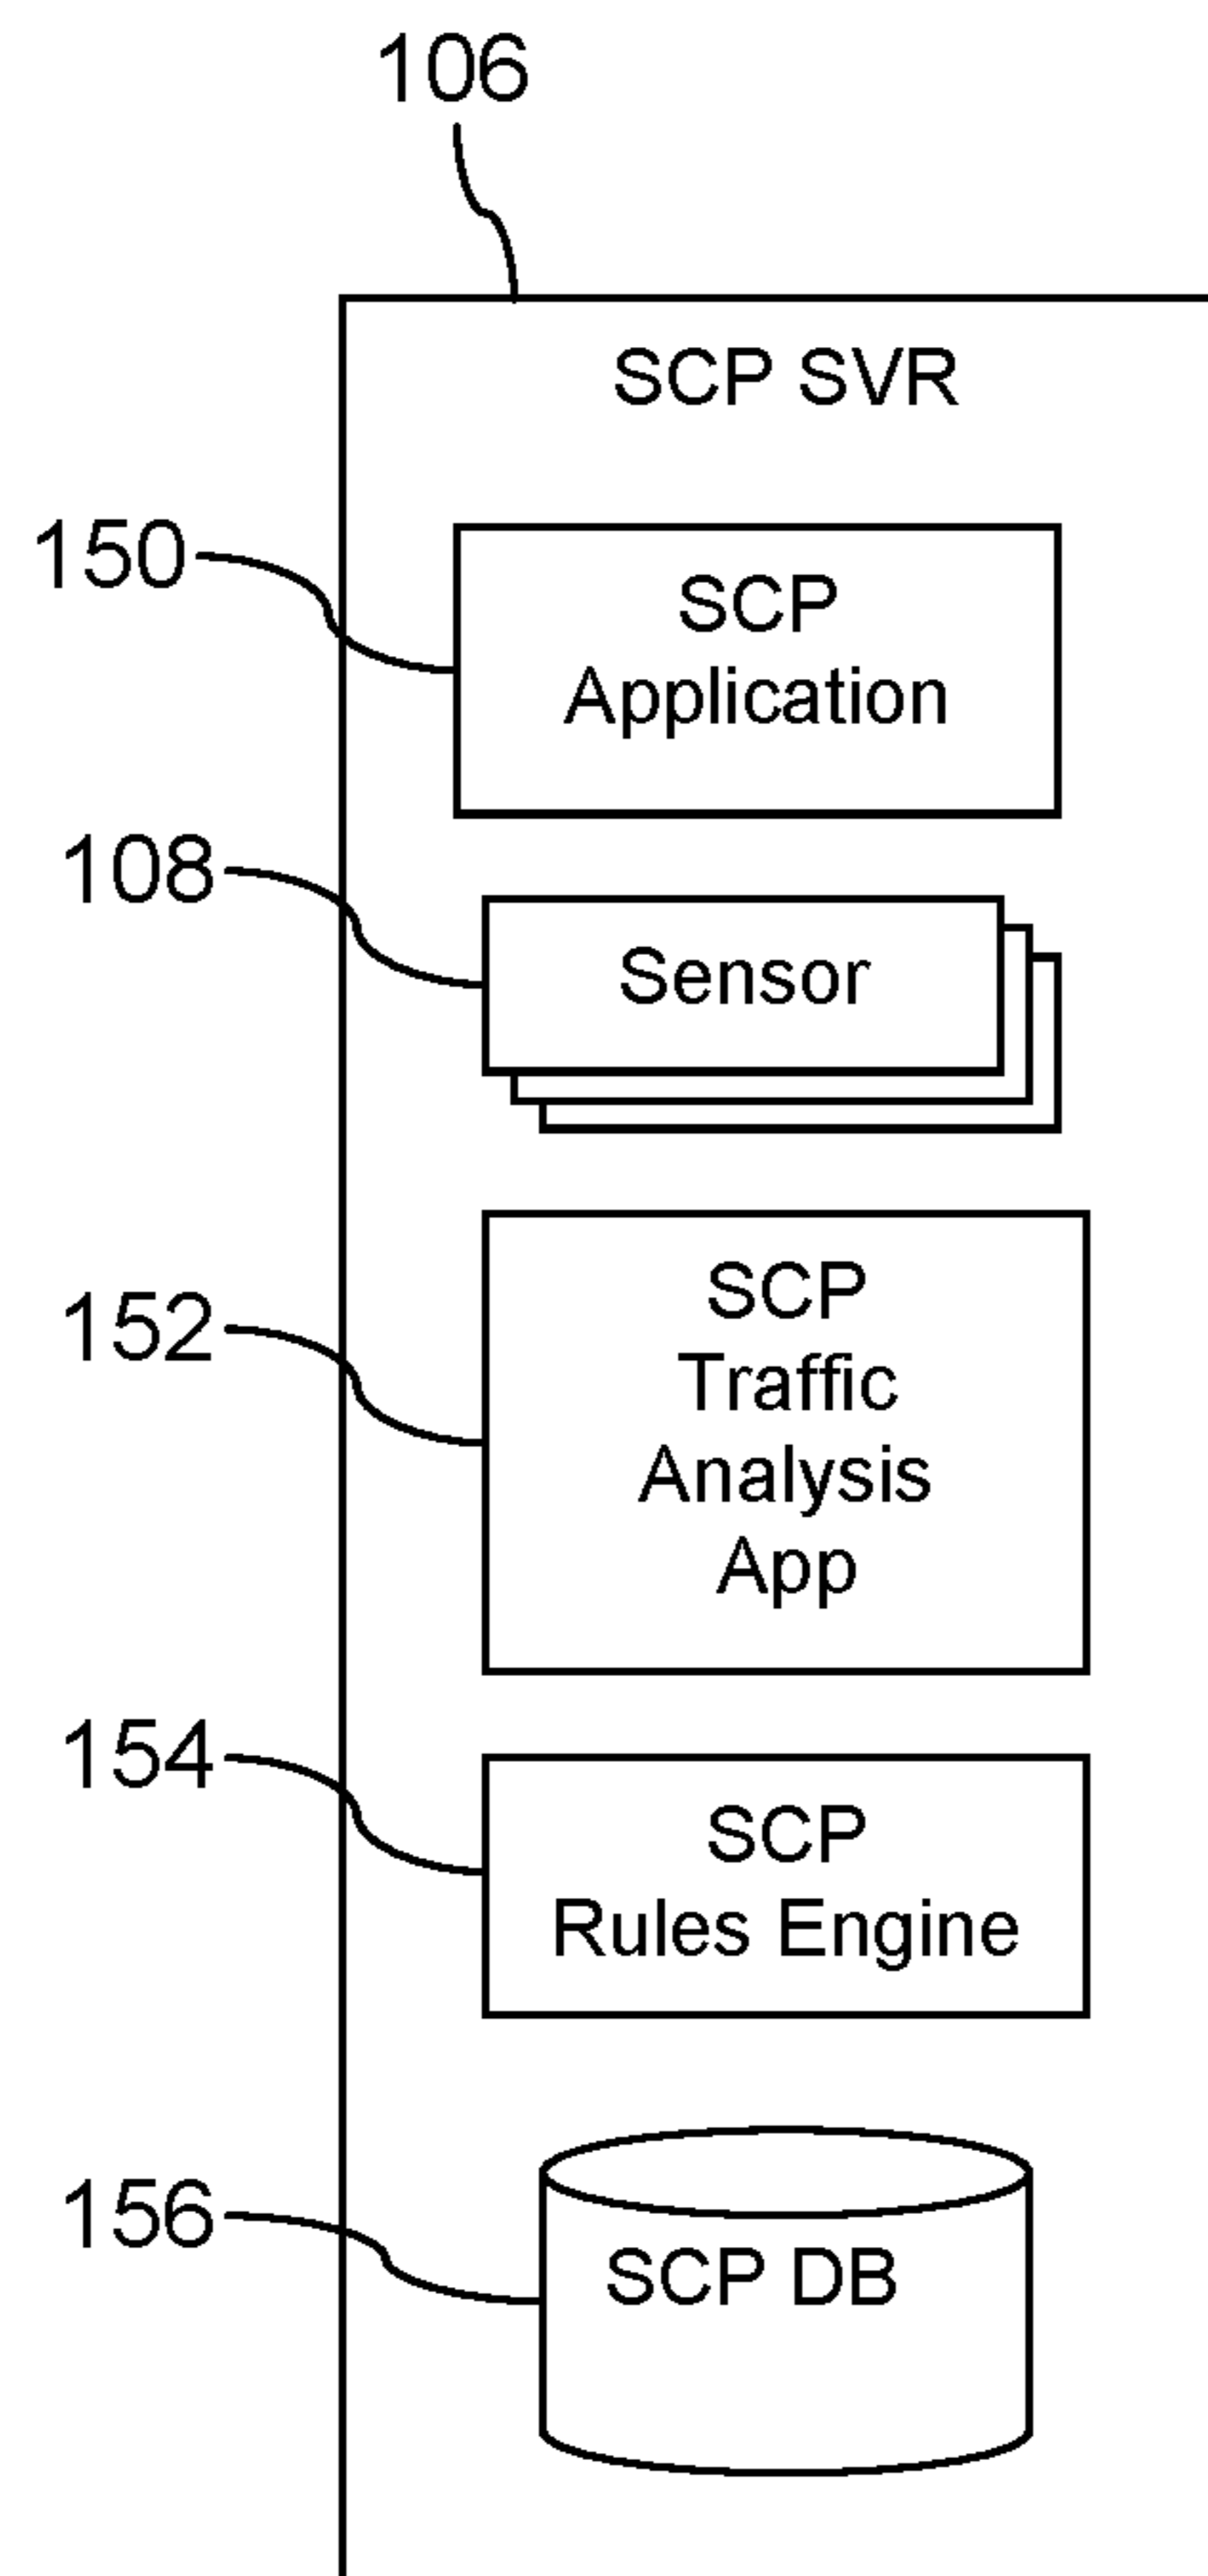 106
SCP SVR
150
SCP
Application
108
Sensor
152
SCP
Traffic
Analysis
App
154
SCP
Rules Engine
156
SCP DB